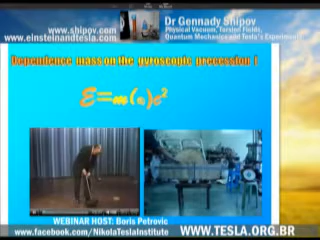 www.shipov.com
www.einsteinandtesla.com
Dr Gennady Shipov
Physical Vacuum, Torsion Fields,
Quantum Mechanics and Tesla's Experiments
Dependence mass on the gyroscopic precession !
E=m(ω)c²
WEBINAR HOST: Boris Petrovic
www.facebook.com/NikolaTeslaInstitute
WWW.TESLA.ORG.BR